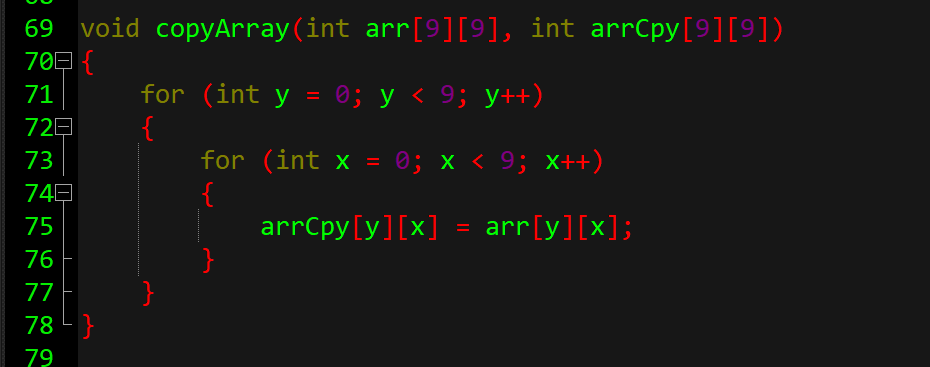 68
69 void copyArray(int arr[9][9], int arrCpy[9][9])
70 {
71     for (int y = 0; y < 9; y++)
72     {
73         for (int x = 0; x < 9; x++)
74         {
75             arrCpy[y][x] = arr[y][x];
76         }
77     }
78 }
79